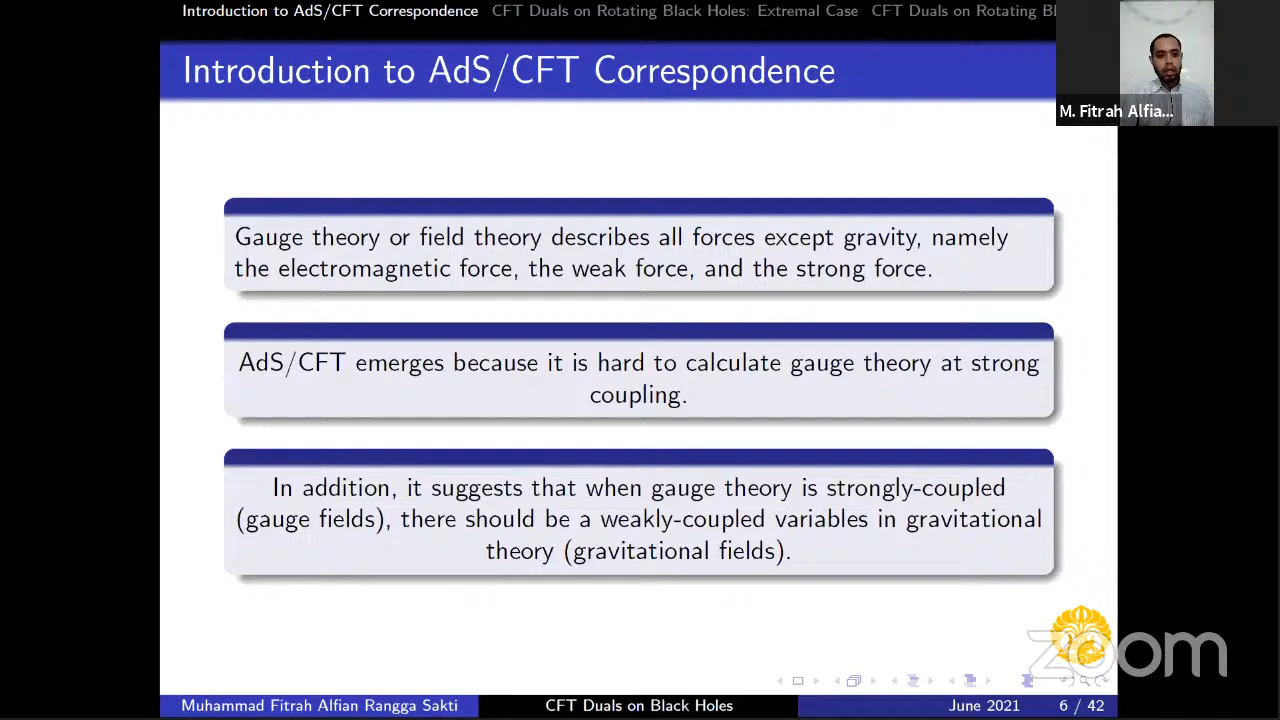 Introduction to AdS/CFT Correspondence CFT Duals on Rotating Black Holes: Extremal Case CFT Duals on Rotating Bl
Introduction to AdS/CFT Correspondence
M. Fitrah Alfia...
Gauge theory or field theory describes all forces except gravity, namely
the electromagnetic force, the weak force, and the strong force.
AdS/CFT emerges because it is hard to calculate gauge theory at strong
coupling.
In addition, it suggests that when gauge theory is strongly-coupled
(gauge fields), there should be a weakly-coupled variables in gravitational
theory (gravitational fields).
zoom
Muhammad Fitrah Alfian Rangga Sakti CFT Duals on Black Holes June 2021 6 / 42